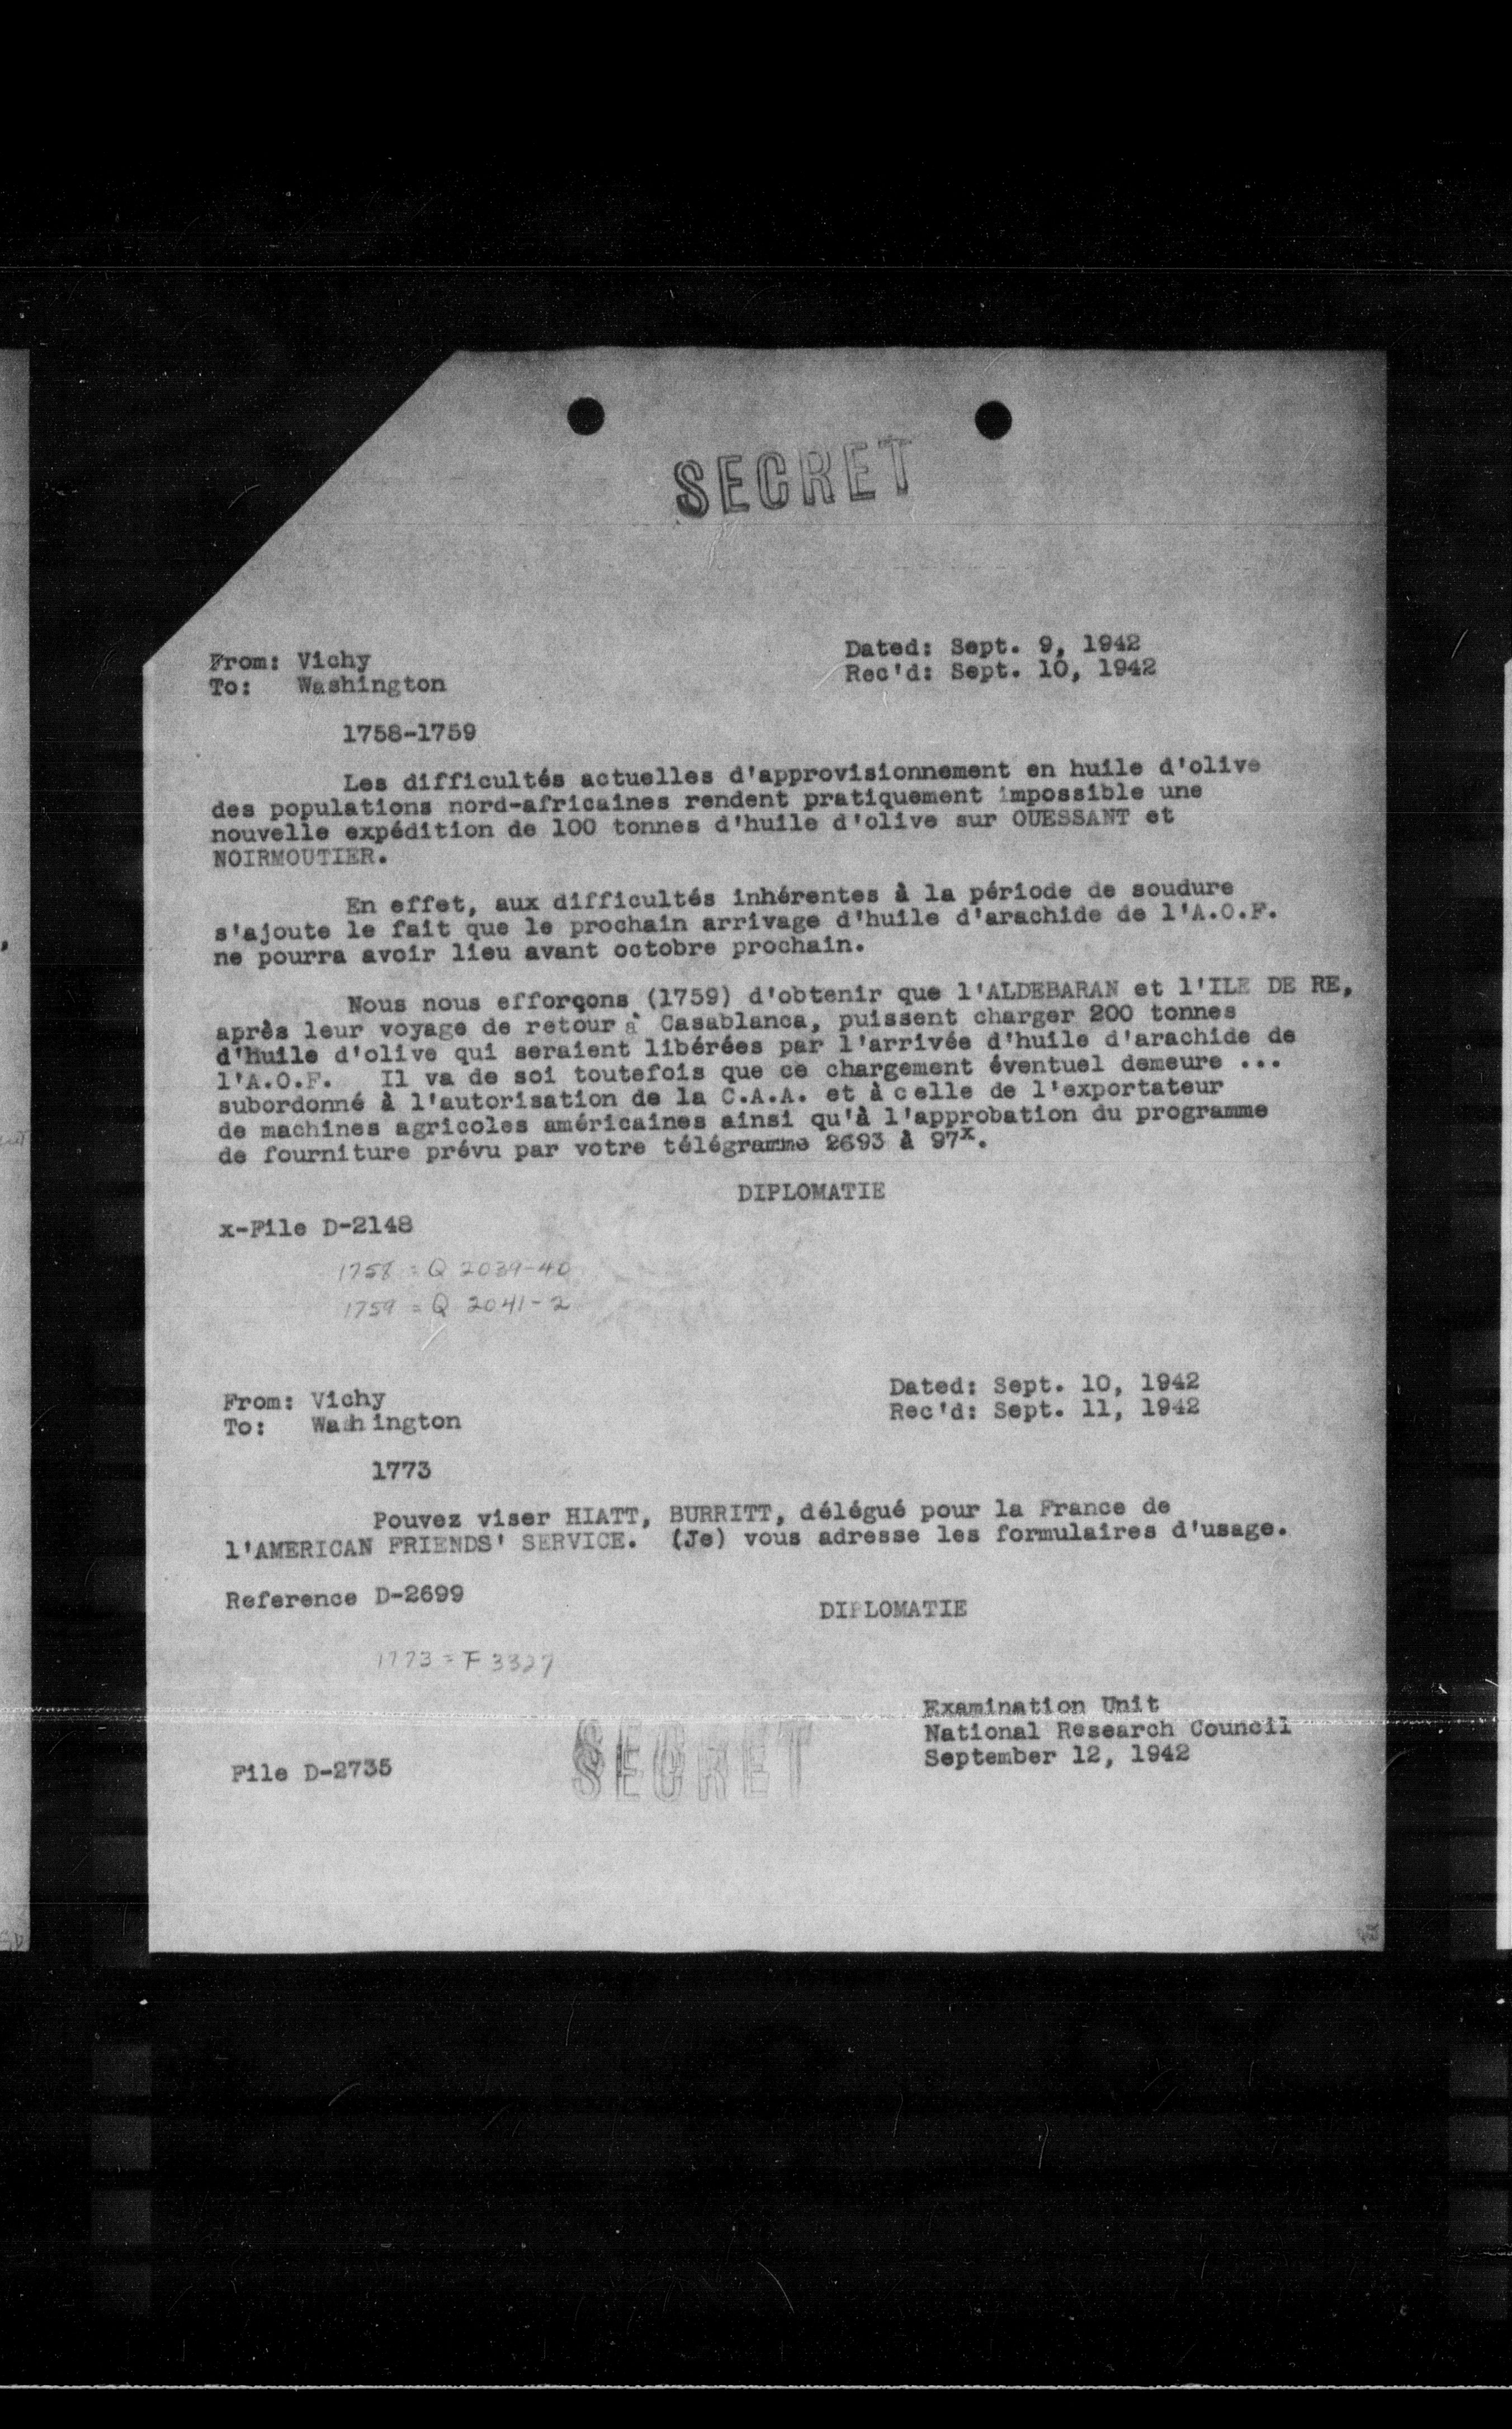 SECRET
From: Vichy
To: Washington
Dated: Sept. 9, 1942
Rec'd: Sept. 10, 1942
1758-1759
Les difficultés actuelles d'approvisionnement en huile d'olive
des populations nord-africaines rendent pratiquement impossible une
nouvelle expédition de 100 tonnes d'huile d'olive sur OUESSANT et
NOIRMOUTIER.
En effet, aux difficultés inhérentes à la période de soudure
s'ajoute le fait que le prochain arrivage d'huile d'arachide de l'A.O.F.
ne pourra avoir lieu avant octobre prochain.
Nous nous efforçons (1759) d'obtenir que l'ALDEBARAN et l'ILE DE RE,
après leur voyage de retour à Casablanca, puissent charger 200 tonnes
d'huile d'olive qui seraient libérées par l'arrivée d'huile d'arachide de
l'A.O.F. Il va de soi toutefois que ce chargement éventuel demeure ...
subordonné à l'autorisation de la C.A.A. et à celle de l'exportateur
de machines agricoles américaines ainsi qu'à l'approbation du programme
de fourniture prévu par votre télégramme 2693 à 97x.
DIPLOMATIE
x-File D-2148
1758 = Q 2039-40
1759 = Q 2041-2
From: Vichy
To: Washington
Dated: Sept. 10, 1942
Rec'd: Sept. 11, 1942
1773
Pouvez viser HIATT, BURRITT, délégué pour la France de
l'AMERICAN FRIENDS' SERVICE. (Je) vous adresse les formulaires d'usage.
Reference D-2699
DIPLOMATIE
1773 = F 3327
Examination Unit
National Research Council
September 12, 1942
File D-2735
SECRET